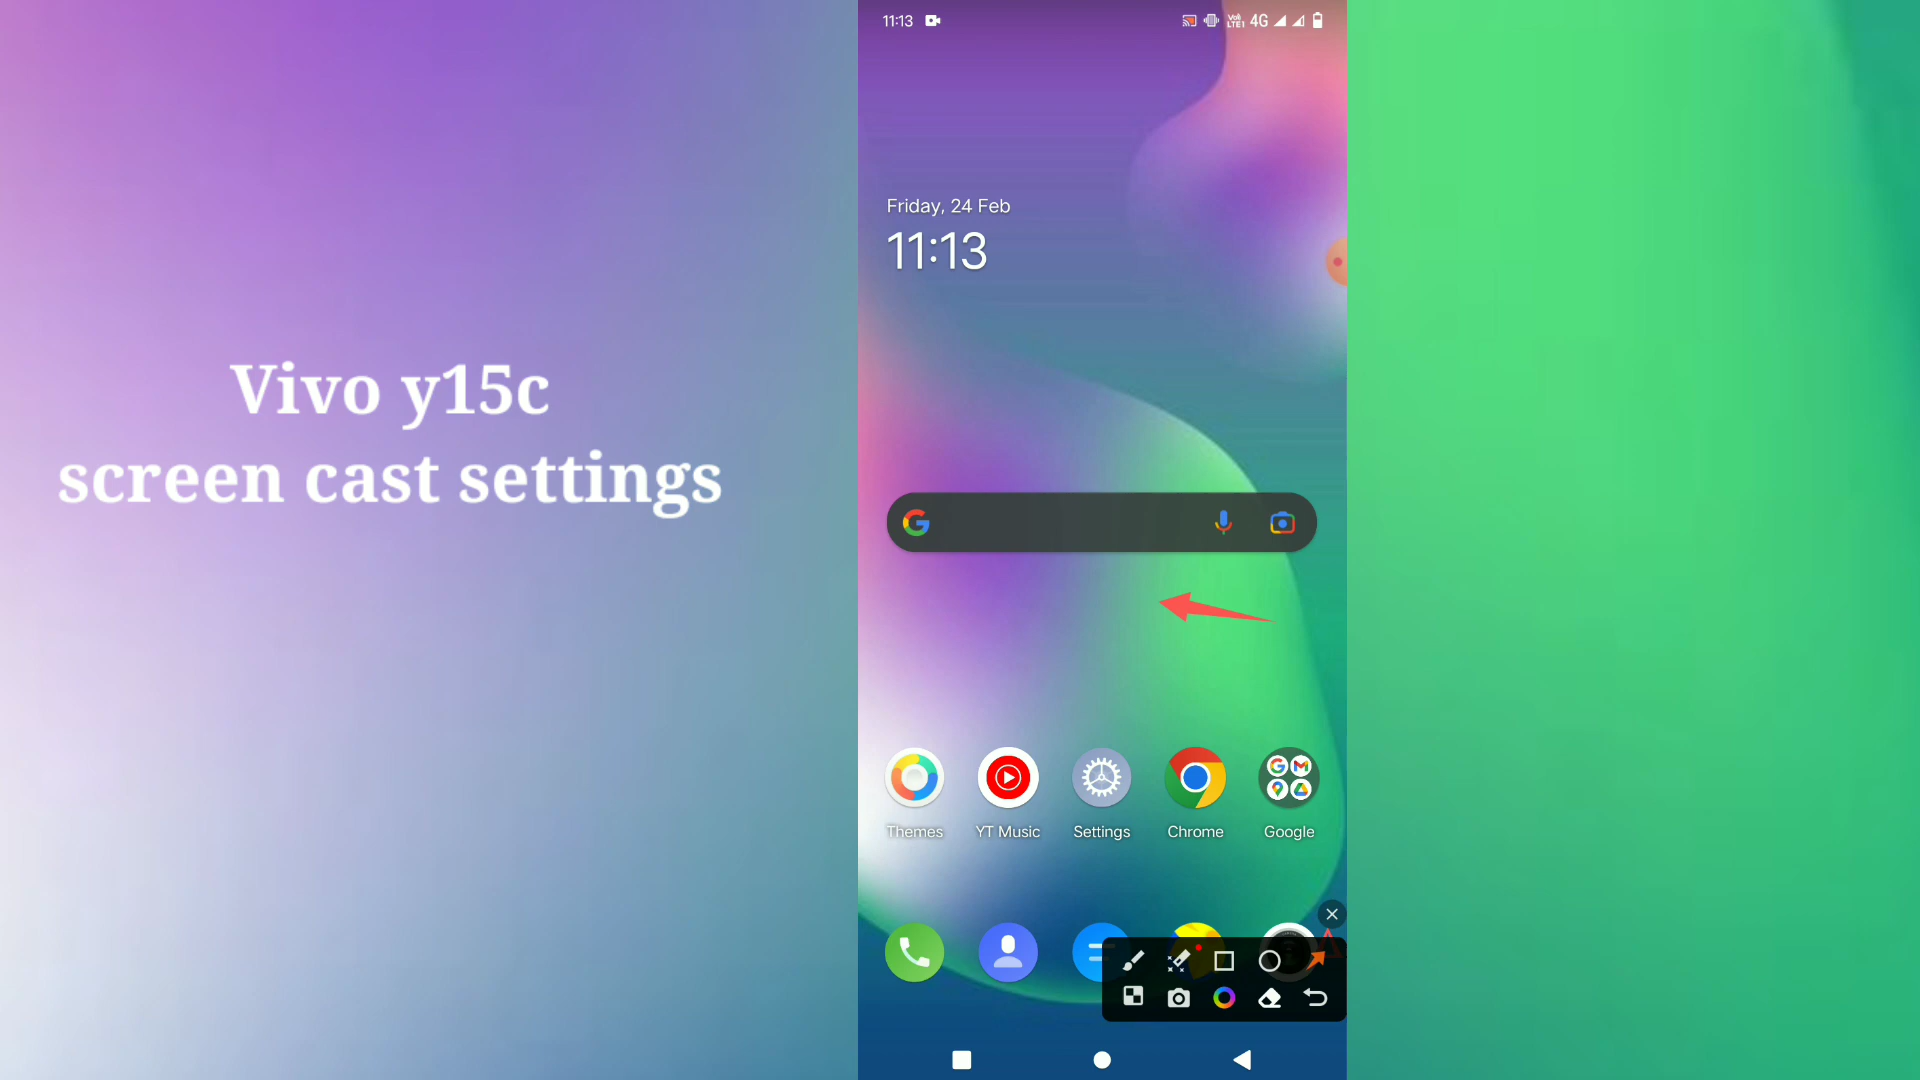 Vivo y15c
screen cast settings
11:13
4G
Friday, 24 Feb
11:13
Themes
YT Music
Settings
Chrome
Google